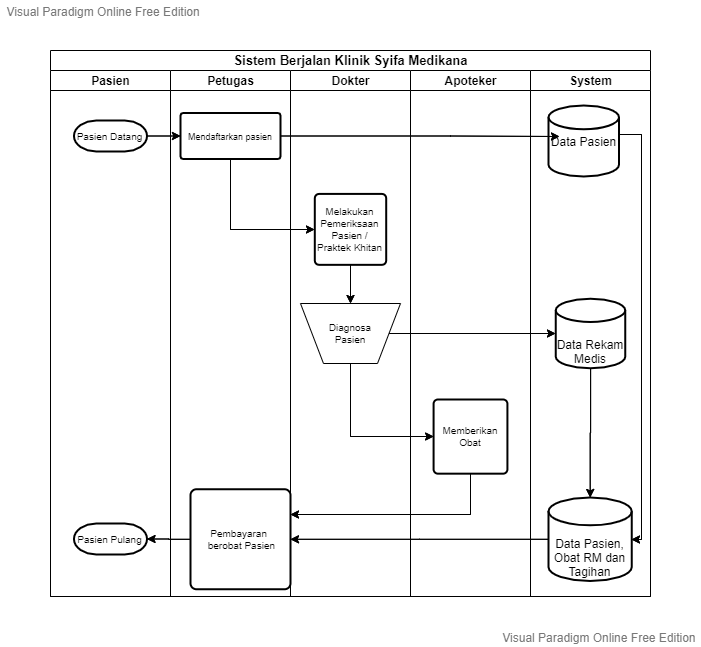 Visual Paradigm Online Free Edition
Sistem Berjalan Klinik Syifa Medikana
Pasien
Petugas
Dokter
Apoteker
System
Pasien Datang
Mendaftarkan pasien
Data Pasien
Melakukan
Pemeriksaan
Pasien /
Praktek Khitan
Diagnosa
Pasien
Data Rekam
Medis
Memberikan
Obat
Pasien Pulang
Pembayaran
berobat Pasien
Data Pasien,
Obat RM dan
Tagihan
Visual Paradigm Online Free Edition